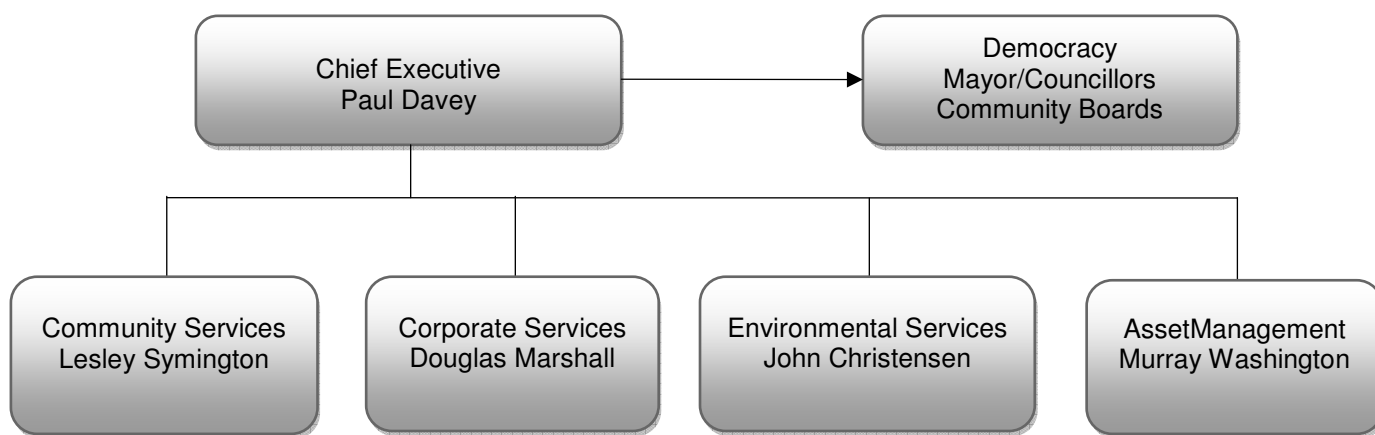 Chief Executive
Paul Davey
Democracy
Mayor/Councillors
Community Boards
Community Services
Lesley Symington
Corporate Services
Douglas Marshall
Environmental Services
John Christensen
AssetManagement
Murray Washington